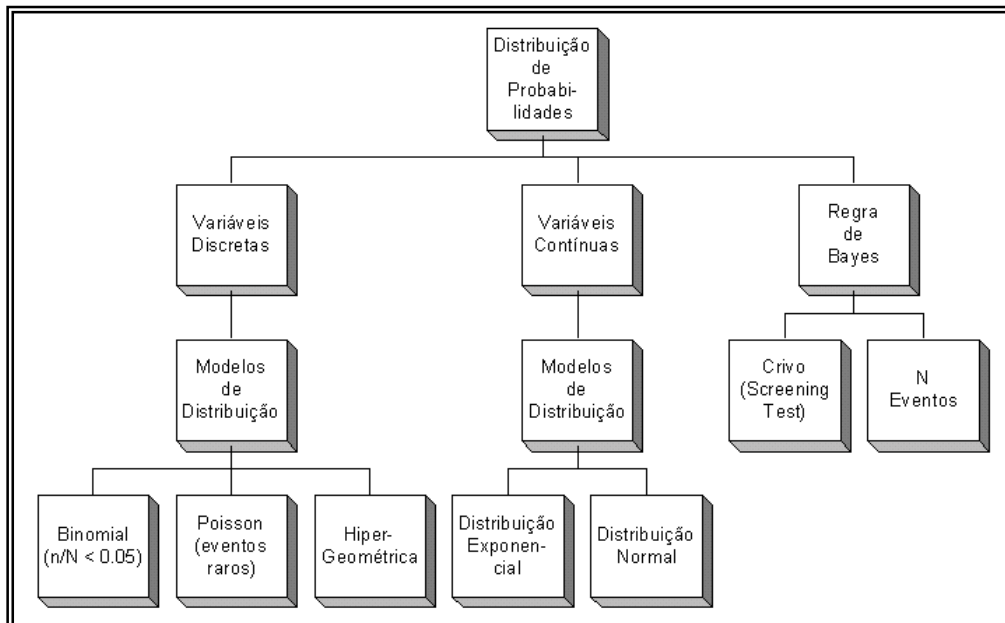 Distribuição
de
Probabi-
lidades
Variáveis
Discretas
Variáveis
Contínuas
Regra
de
Bayes
Modelos
de
Distribuição
Modelos
de
Distribuição
Crivo
(Screening
Test)
N
Eventos
Binomial
(n/N < 0.05)
Poisson
(eventos
raros)
Hiper-
Geométrica
Distribuição
Exponen-
cial
Distribuição
Normal